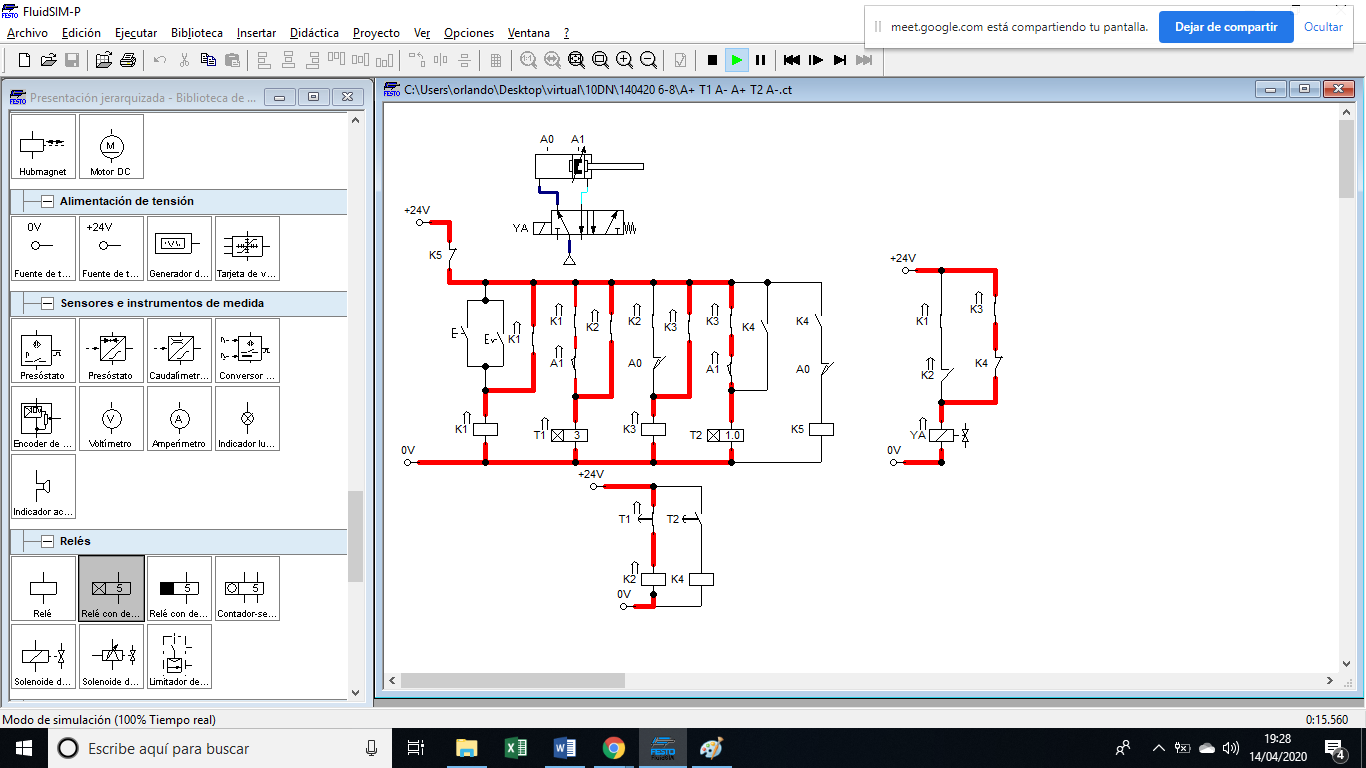 FluidSIM-P
Archivo Edición Ejecutar Biblioteca Insertar Didáctica Proyecto Ver Opciones Ventana ?
meet.google.com está compartiendo tu pantalla. Dejar de compartir Ocultar
Presentación jerarquizada - Biblioteca de ...
Hubmagnet Motor DC
M
Alimentación de tensión
0V +24V
Fuente de t... Fuente de t... Generador d... Tarjeta de v...
Sensores e instrumentos de medida
Presóstato Presóstato Caudalímetr... Conversor ...
V A
Encoder de ... Voltímetro Amperímetro Indicador lu...
Indicador ac...
Relés
5 5 5
Relé Relé con de... Relé con de... Contador-se...
Solenoide d... Solenoide d... Limitador de...
C:\Users\orlando\Desktop\virtual\10DN\140420 6-8\A+ T1 A- A+ T2 A-.ct
A0 A1
+24V
YA
K5
+24V
K1 K2 K2 K3 K3 K4 K4
E Er K1
A1 A0 A1 A0
K1 T1 3 K3 T2 1.0 K5
0V
K3
K1
K4
K2
YA
0V
+24V
T1 T2
K2 K4
0V
Modo de simulación (100% Tiempo real) 0:15.560
Escribe aquí para buscar
FESTO
FluidSIM
19:28
14/04/2020
4